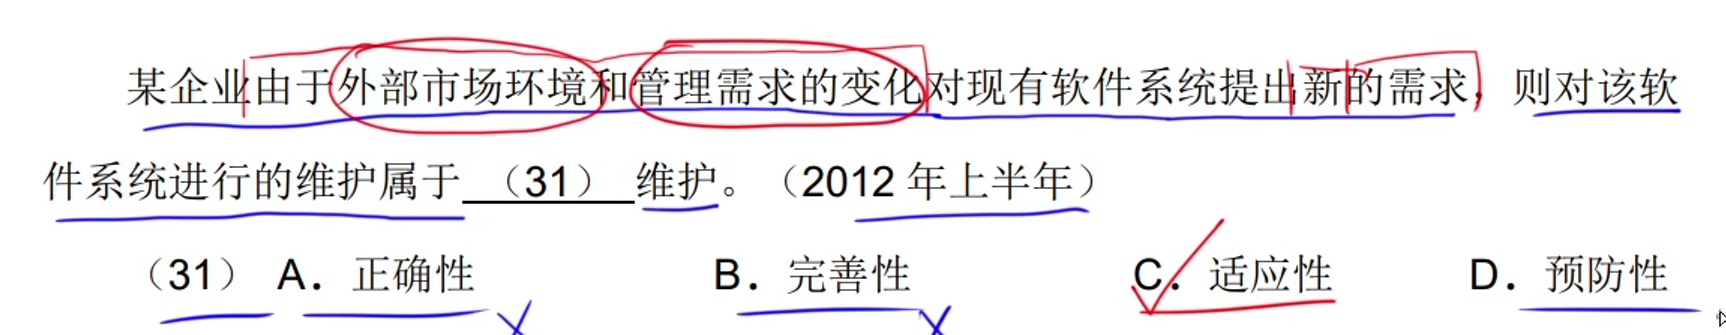 某企业由于外部市场环境和管理需求的变化对现有软件系统提出新的需求，则对该软
件系统进行的维护属于 （31） 维护。（2012 年上半年）
（31） A．正确性 B．完善性 C．适应性 D．预防性